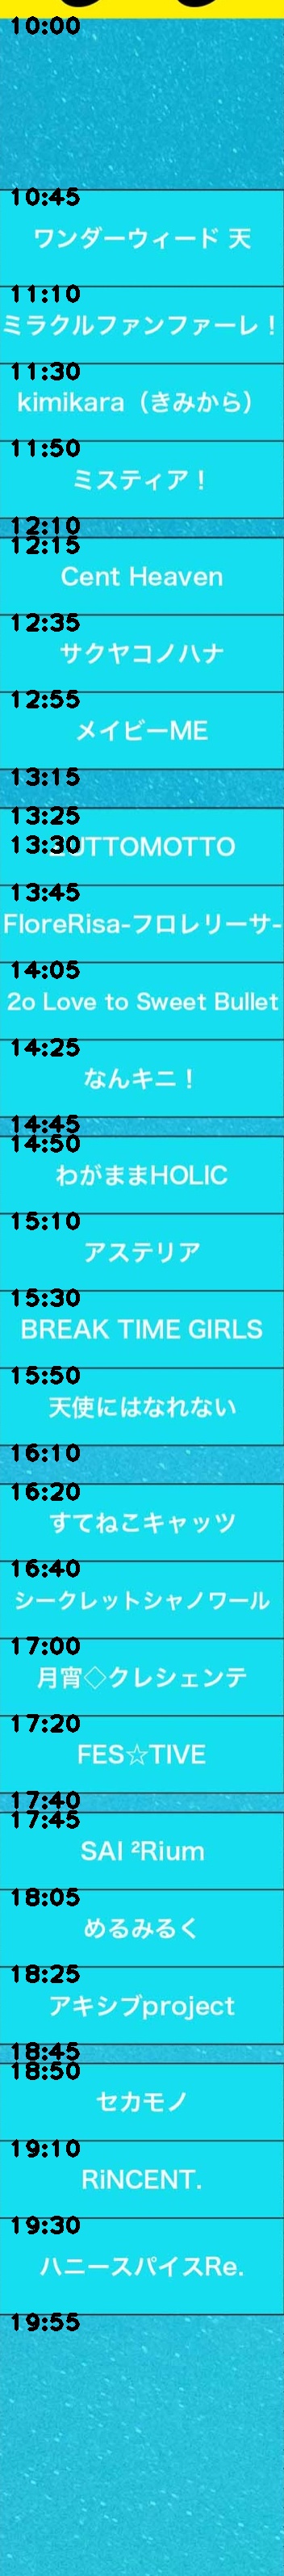 10:00
10:45
ワンダーウィード 天
11:10
ミラクルファンファーレ！
11:30
kimikara（きみから）
11:50
ミスティア！
12:10
12:15
Cent Heaven
12:35
サクヤコノハナ
12:55
メイビーME
13:15
13:25
13:30 UTTOMOTTO
13:45
FloreRisa-フロレリーサ-
14:05
2o Love to Sweet Bullet
14:25
なんキニ！
14:45
14:50
わがままHOLIC
15:10
アステリア
15:30
BREAK TIME GIRLS
15:50
天使にはなれない
16:10
16:20
すてねこキャッツ
16:40
シークレットシャノワール
17:00
月宵◇クレシェンテ
17:20
FES☆TIVE
17:40
17:45
SAI ²Rium
18:05
めるみるく
18:25
アキシブproject
18:45
18:50
セカモノ
19:10
RiNCENT.
19:30
ハニースパイスRe.
19:55